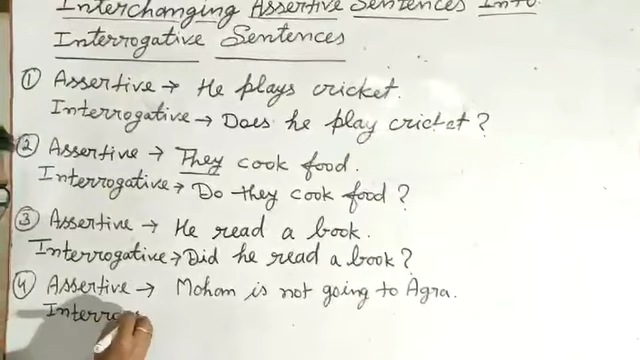 Interchanging Assertive Sentences Into
Interrogative Sentences
① Assertive → He plays cricket.
Interrogative → Does he play cricket?
② Assertive → They cook food.
Interrogative → Do they cook food?
③ Assertive → He read a book.
Interrogative → Did he read a book?
④ Assertive → Mohan is not going to Agra.
Interro